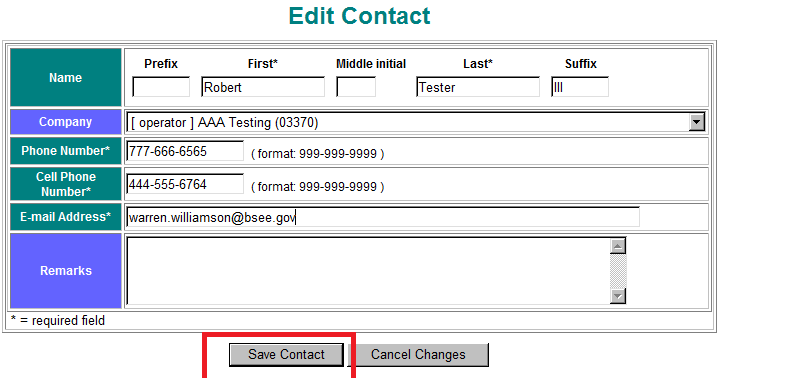 Edit Contact
Prefix First* Middle initial Last* Suffix
Name
Robert Tester III
Company [ operator ] AAA Testing (03370)
Phone Number* 777-666-6565 ( format: 999-999-9999 )
Cell Phone
Number* 444-555-6764 ( format: 999-999-9999 )
E-mail Address* warren.williamson@bsee.gov
Remarks
* = required field
Save Contact Cancel Changes